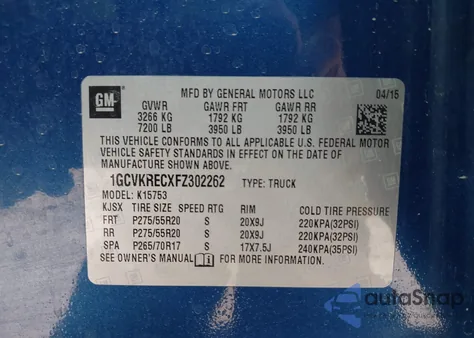 GM
MFD BY GENERAL MOTORS LLC 04/15
GVWR GAWR FRT GAWR RR
3266 KG 1792 KG 1792 KG
7200 LB 3950 LB 3950 LB
THIS VEHICLE CONFORMS TO ALL APPLICABLE U.S. FEDERAL MOTOR
VEHICLE SAFETY STANDARDS IN EFFECT ON THE DATE OF
MANUFACTURE SHOWN ABOVE.
1GCVKRECXFZ302262 TYPE: TRUCK
MODEL: K15753
KJSX TIRE SIZE SPEED RTG RIM COLD TIRE PRESSURE
FRT P275/55R20 S 20X9J 220KPA(32PSI)
RR P275/55R20 S 20X9J 220KPA(32PSI)
SPA P265/70R17 S 17X7.5J 240KPA(35PSI)
SEE OWNER'S MANUAL FOR MORE INFORMATION.
autoSnap